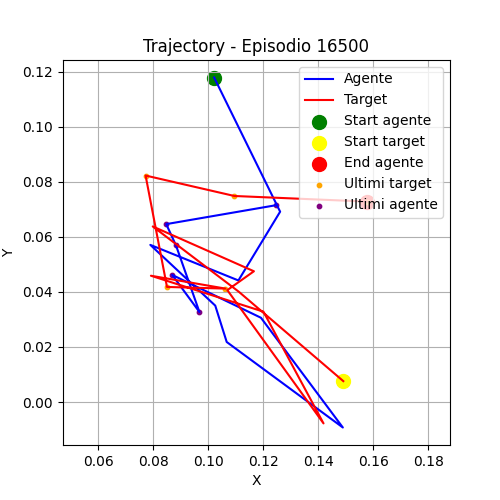 Trajectory - Episodio 16500
Agente
Target
Start agente
Start target
End agente
Ultimi target
Ultimi agente
0.12
0.10
0.08
0.06
0.04
0.02
0.00
Y
0.06 0.08 0.10 0.12 0.14 0.16 0.18
X